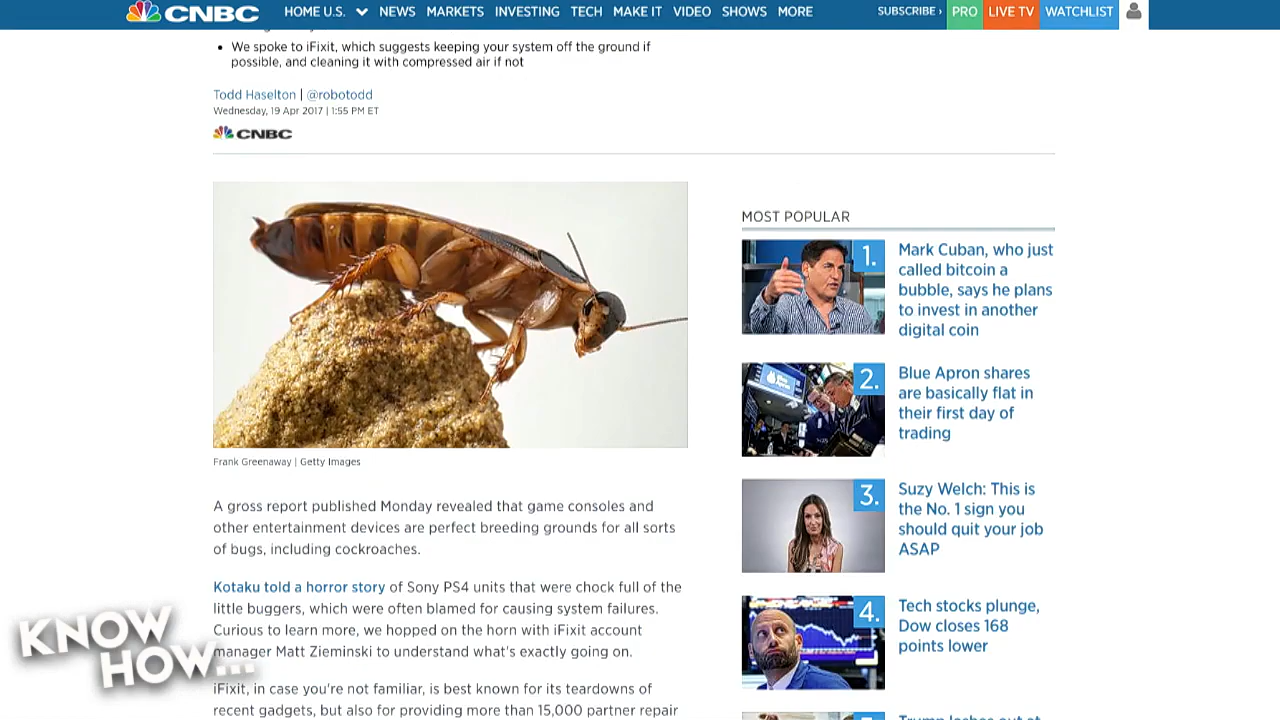 CNBC
HOME U.S.
NEWS
MARKETS
INVESTING
TECH
MAKE IT
VIDEO
SHOWS
MORE
SUBSCRIBE ›
PRO
LIVE TV
WATCHLIST
• We spoke to iFixit, which suggests keeping your system off the ground if
possible, and cleaning it with compressed air if not
Todd Haselton | @robotodd
Wednesday, 19 Apr 2017 | 1:55 PM ET
CNBC
Frank Greenaway | Getty Images
A gross report published Monday revealed that game consoles and
other entertainment devices are perfect breeding grounds for all sorts
of bugs, including cockroaches.
Kotaku told a horror story of Sony PS4 units that were chock full of the
little buggers, which were often blamed for causing system failures.
Curious to learn more, we hopped on the horn with iFixit account
manager Matt Zieminski to understand what's exactly going on.
iFixit, in case you're not familiar, is best known for its teardowns of
recent gadgets, but also for providing more than 15,000 partner repair
MOST POPULAR
1.
Mark Cuban, who just
called bitcoin a
bubble, says he plans
to invest in another
digital coin
2.
Blue Apron shares
are basically flat in
their first day of
trading
3.
Suzy Welch: This is
the No. 1 sign you
should quit your job
ASAP
4.
Tech stocks plunge,
Dow closes 168
points lower
KNOW
HOW...